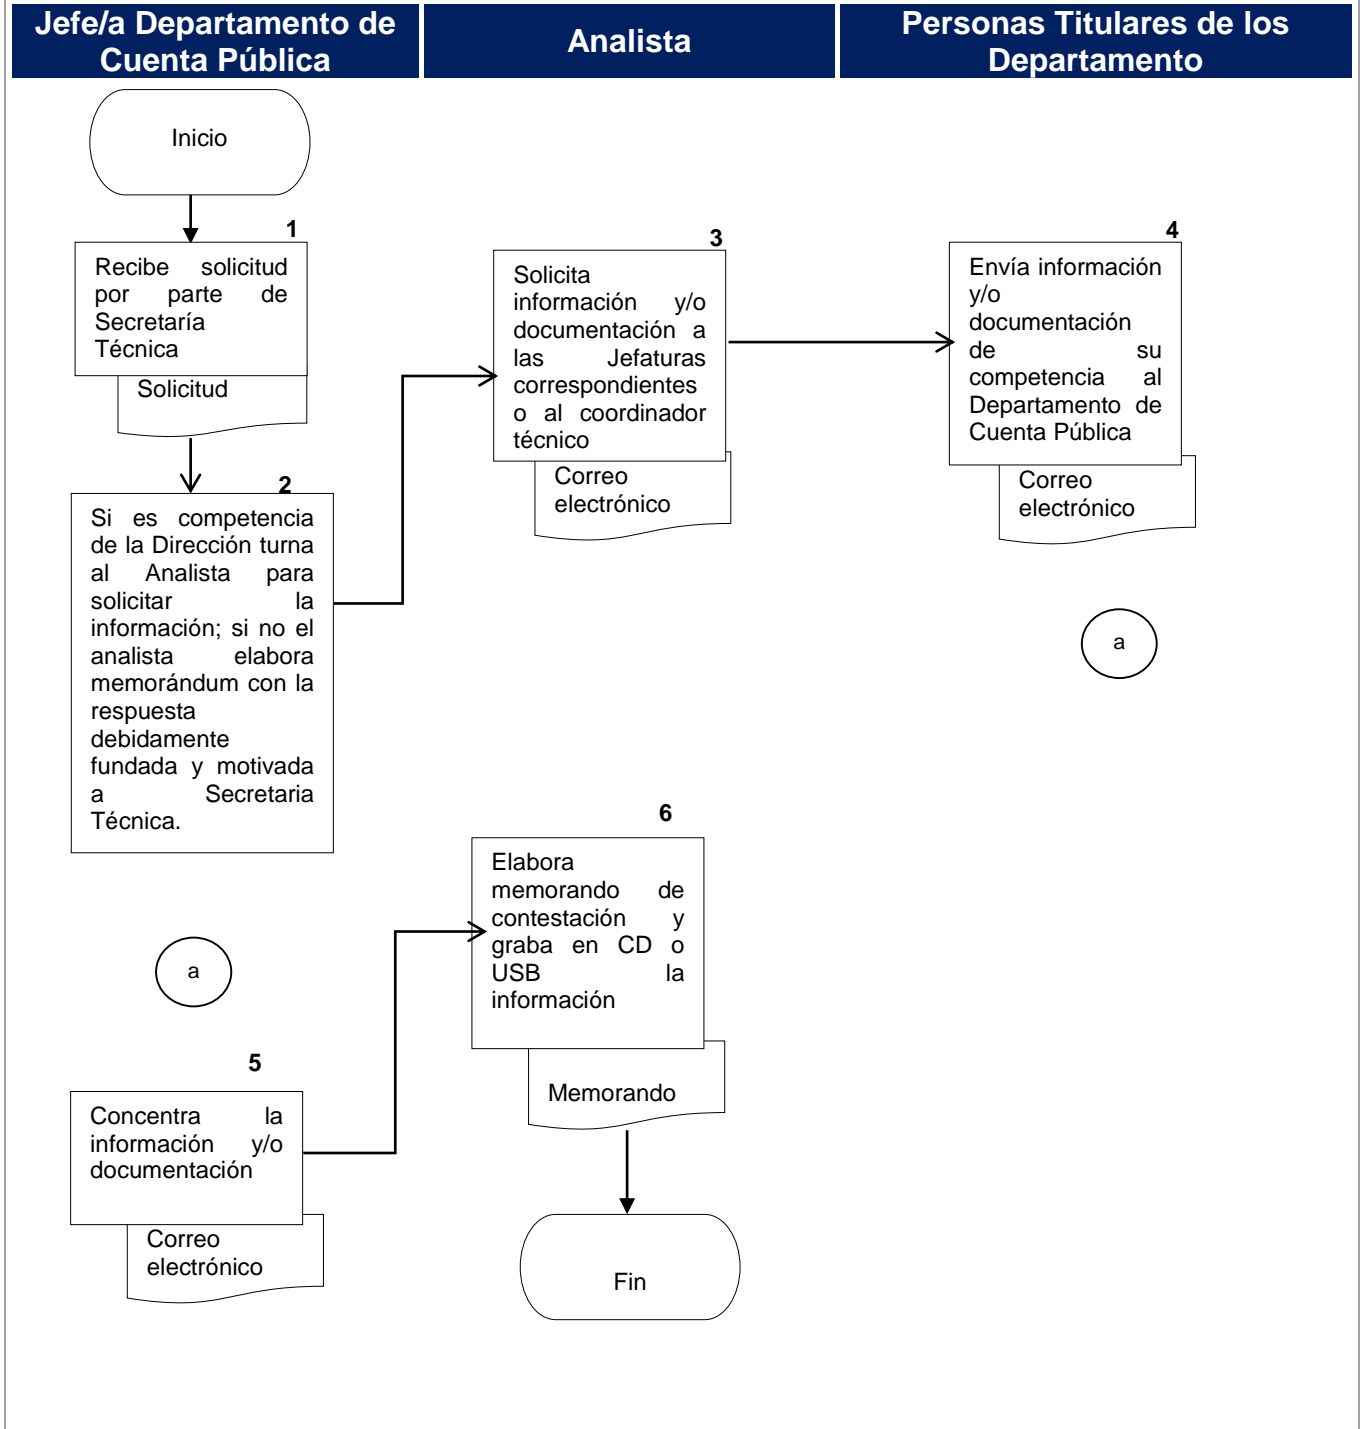 Jefe/a Departamento de
Cuenta Pública
Analista
Personas Titulares de los
Departamento
Inicio
1
Recibe solicitud
por parte de
Secretaría
Técnica
Solicitud
2
Si es competencia
de la Dirección turna
al Analista para
solicitar la
información; si no el
analista elabora
memorándum con la
respuesta
debidamente
fundada y motivada
a Secretaria
Técnica.
3
Solicita
información y/o
documentación a
las Jefaturas
correspondientes
o al coordinador
técnico
Correo
electrónico
4
Envía información
y/o
documentación
de su
competencia al
Departamento de
Cuenta Pública
Correo
electrónico
a
a
5
Concentra la
información y/o
documentación
Correo
electrónico
6
Elabora
memorando de
contestación y
graba en CD o
USB la
información
Memorando
Fin